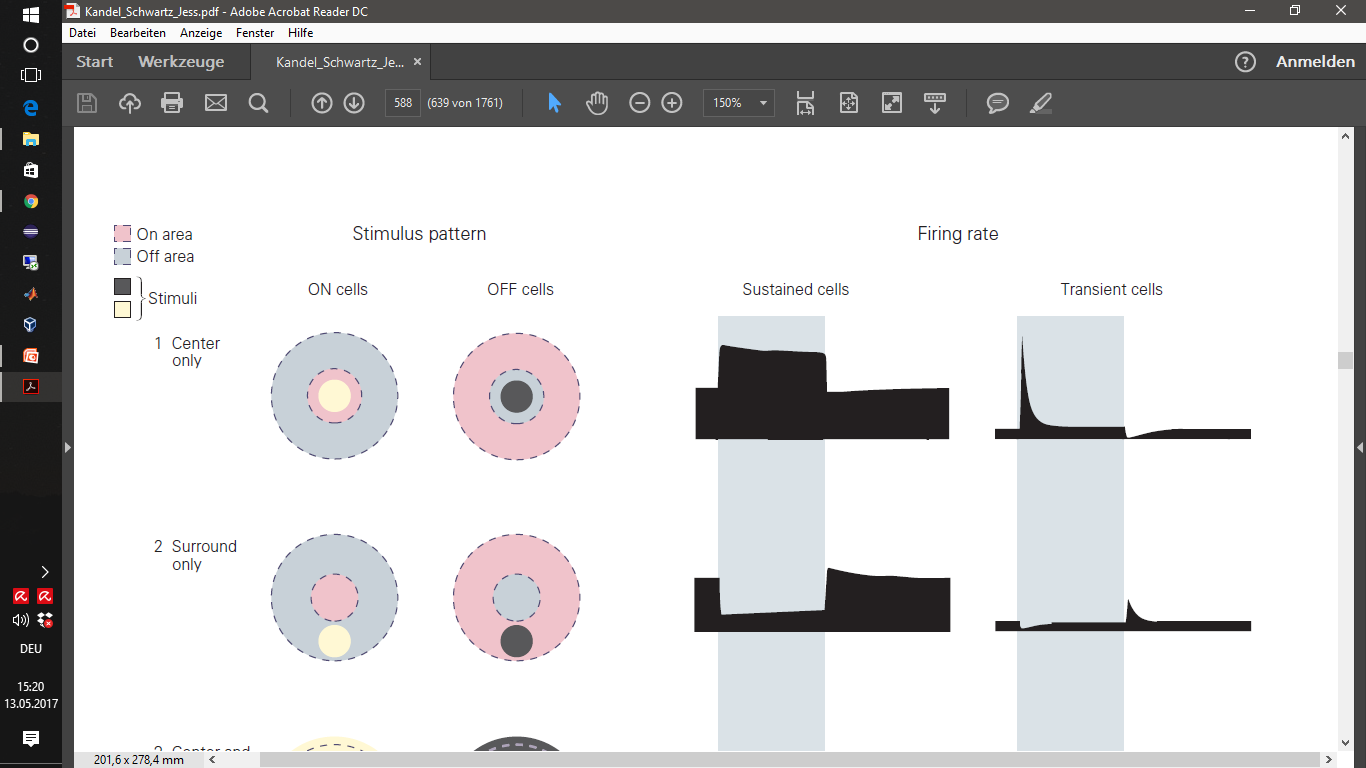 Kandel_Schwartz_Jess.pdf - Adobe Acrobat Reader DC
Datei Bearbeiten Anzeige Fenster Hilfe
Start Werkzeuge Kandel_Schwartz_Je... × ? Anmelden
588 (639 von 1761) 150%
On area
Off area
Stimuli
Stimulus pattern
Firing rate
ON cells OFF cells Sustained cells Transient cells
1 Center
only
2 Surround
only
DEU
15:20
13.05.2017
201,6 x 278,4 mm